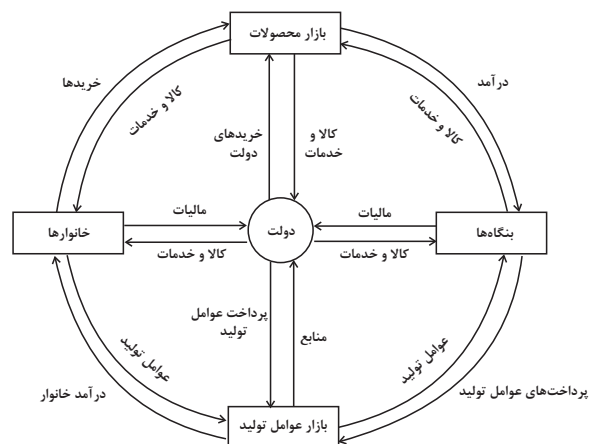 بازار محصولات
درآمد
خریدها
کالا و خدمات
کالا و خدمات
کالا و
خدمات
خریدهای
دولت
مالیات
مالیات
بنگاه‌ها
دولت
خانوارها
کالا و خدمات
کالا و خدمات
منابع
پرداخت عوامل
تولید
عوامل تولید
عوامل تولید
پرداخت‌های عوامل تولید
درآمد خانوار
بازار عوامل تولید